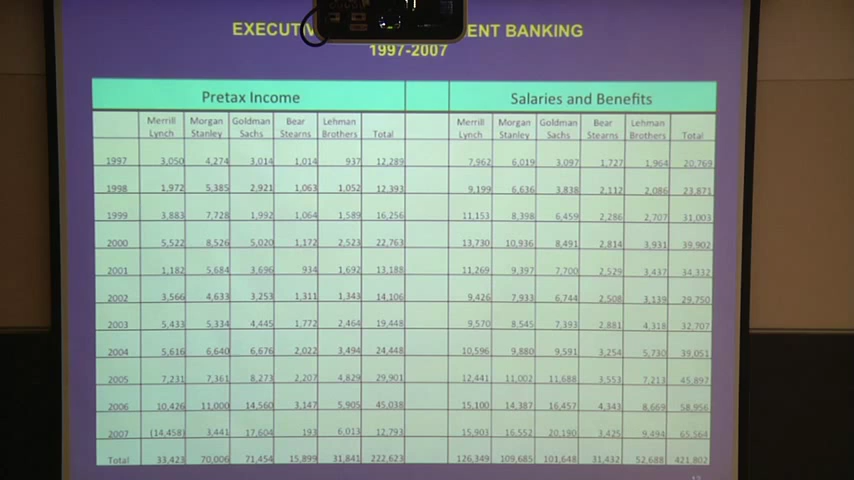 EXECUTIV ENT BANKING
1997-2007
Pretax Income Salaries and Benefits
Merrill Lynch Morgan Stanley Goldman Sachs Bear Stearns Lehman Brothers Total Merrill Lynch Morgan Stanley Goldman Sachs Bear Stearns Lehman Brothers Total
1997 3,050 4,274 3,014 1,014 937 12,289 7,962 6,019 3,097 1,727 1,964 20,769
1998 1,972 5,385 2,921 1,063 1,052 12,393 9,199 6,636 3,838 2,112 2,086 23,871
1999 3,883 7,728 1,992 1,064 1,589 16,256 11,153 8,398 6,459 2,286 2,707 31,003
2000 5,522 8,526 5,020 1,172 2,523 22,763 13,730 10,936 8,491 2,814 3,931 39,902
2001 1,182 5,684 3,696 934 1,692 13,188 11,269 9,397 7,700 2,529 3,437 34,332
2002 3,566 4,633 3,253 1,311 1,343 14,106 9,426 7,933 6,744 2,508 3,139 29,750
2003 5,433 5,334 4,445 1,772 2,464 19,448 9,570 8,545 7,393 2,881 4,318 32,707
2004 5,616 6,640 6,676 2,022 3,494 24,448 10,596 9,880 9,591 3,254 5,730 39,051
2005 7,231 7,361 8,273 2,207 4,829 29,901 12,441 11,002 11,688 3,553 7,213 45,897
2006 10,426 11,000 14,560 3,147 5,905 45,038 15,100 14,387 16,457 4,343 8,669 58,956
2007 (14,458) 3,441 17,604 193 6,013 12,793 15,903 16,552 20,190 3,425 9,494 65,564
Total 33,423 70,006 71,454 15,899 31,841 222,623 126,349 109,685 101,648 31,432 52,688 421,802